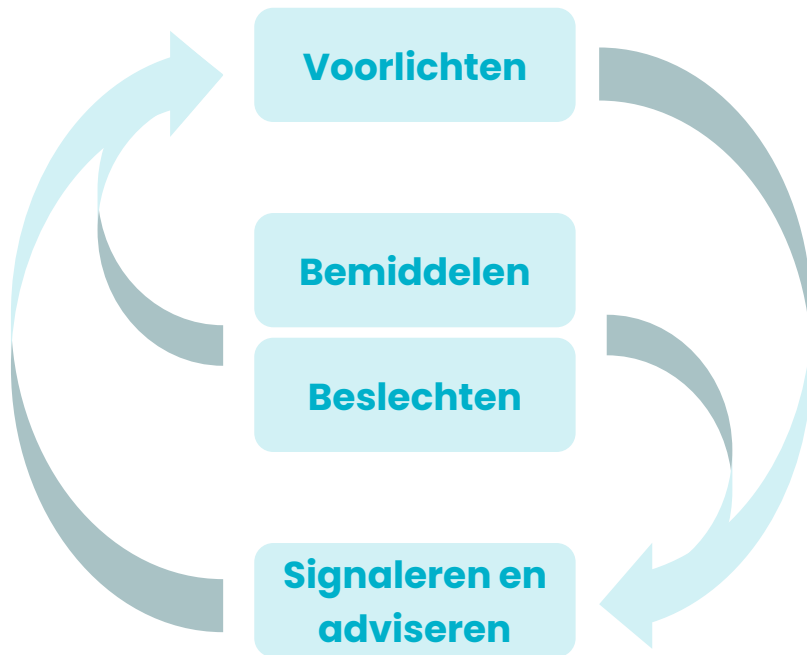 Voorlichten
Bemiddelen
Beslechten
Signaleren en
adviseren